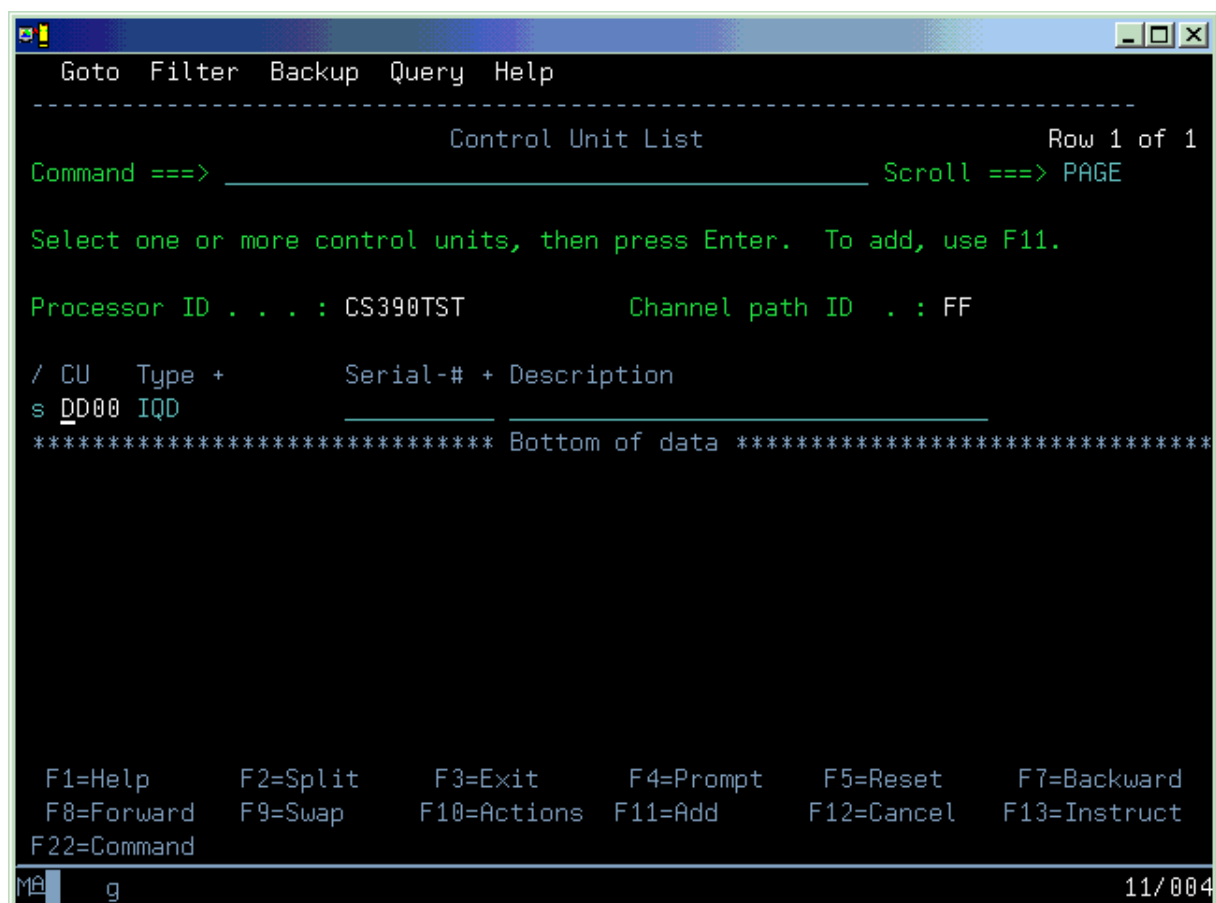 Goto Filter Backup Query Help
--------------------------------------------------------------------------
Control Unit List Row 1 of 1
Command ===> ___________________________________________ Scroll ===> PAGE
Select one or more control units, then press Enter. To add, use F11.
Processor ID . . . : CS390TST Channel path ID . : FF
/ CU Type + Serial-# + Description
s DD00 IQD __________ ________________________________
******************************* Bottom of data ********************************
F1=Help F2=Split F3=Exit F4=Prompt F5=Reset F7=Backward
F8=Forward F9=Swap F10=Actions F11=Add F12=Cancel F13=Instruct
F22=Command
MA g 11/004